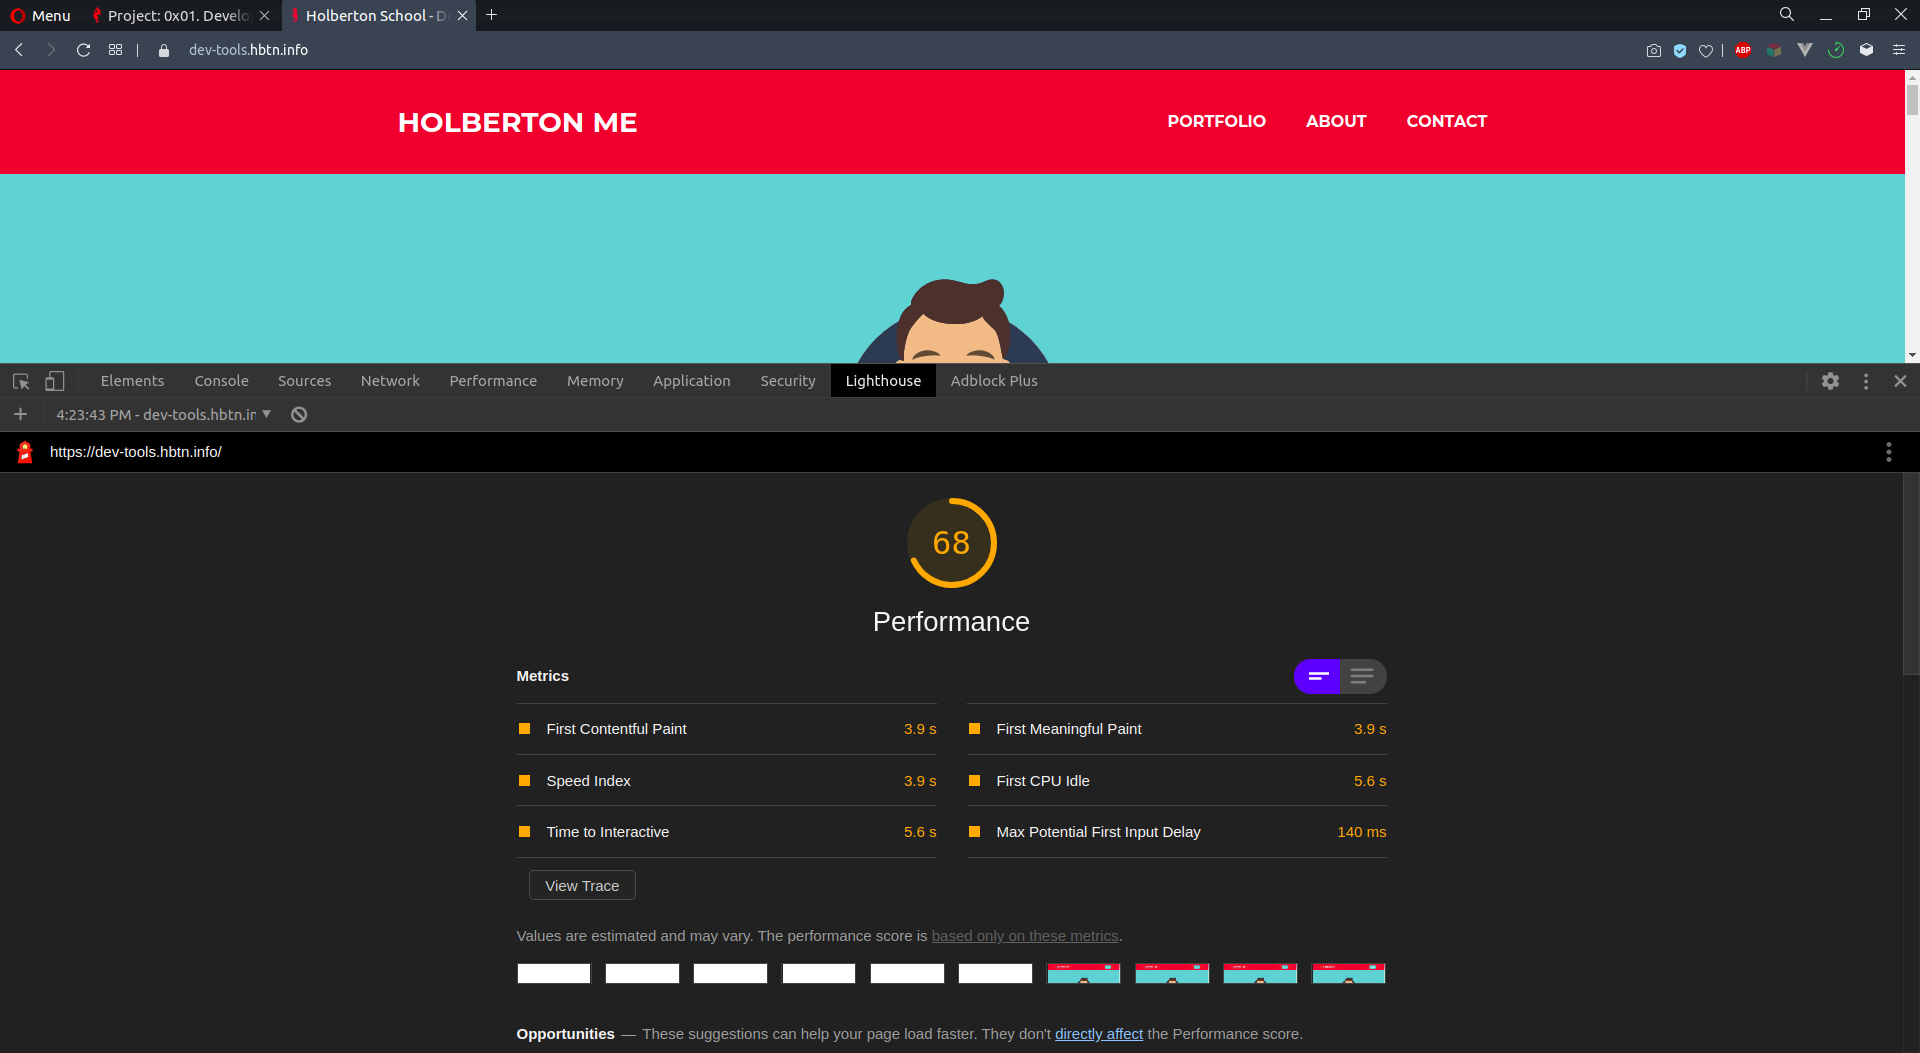 Menu
Project: 0x01. Develo
Holberton School - D
dev-tools.hbtn.info
ABP
HOLBERTON ME
PORTFOLIO
ABOUT
CONTACT
Elements
Console
Sources
Network
Performance
Memory
Application
Security
Lighthouse
Adblock Plus
4:23:43 PM - dev-tools.hbtn.in
https://dev-tools.hbtn.info/
68
Performance
Metrics
First Contentful Paint 3.9 s
First Meaningful Paint 3.9 s
Speed Index 3.9 s
First CPU Idle 5.6 s
Time to Interactive 5.6 s
Max Potential First Input Delay 140 ms
View Trace
Values are estimated and may vary. The performance score is based only on these metrics.
Opportunities — These suggestions can help your page load faster. They don't directly affect the Performance score.